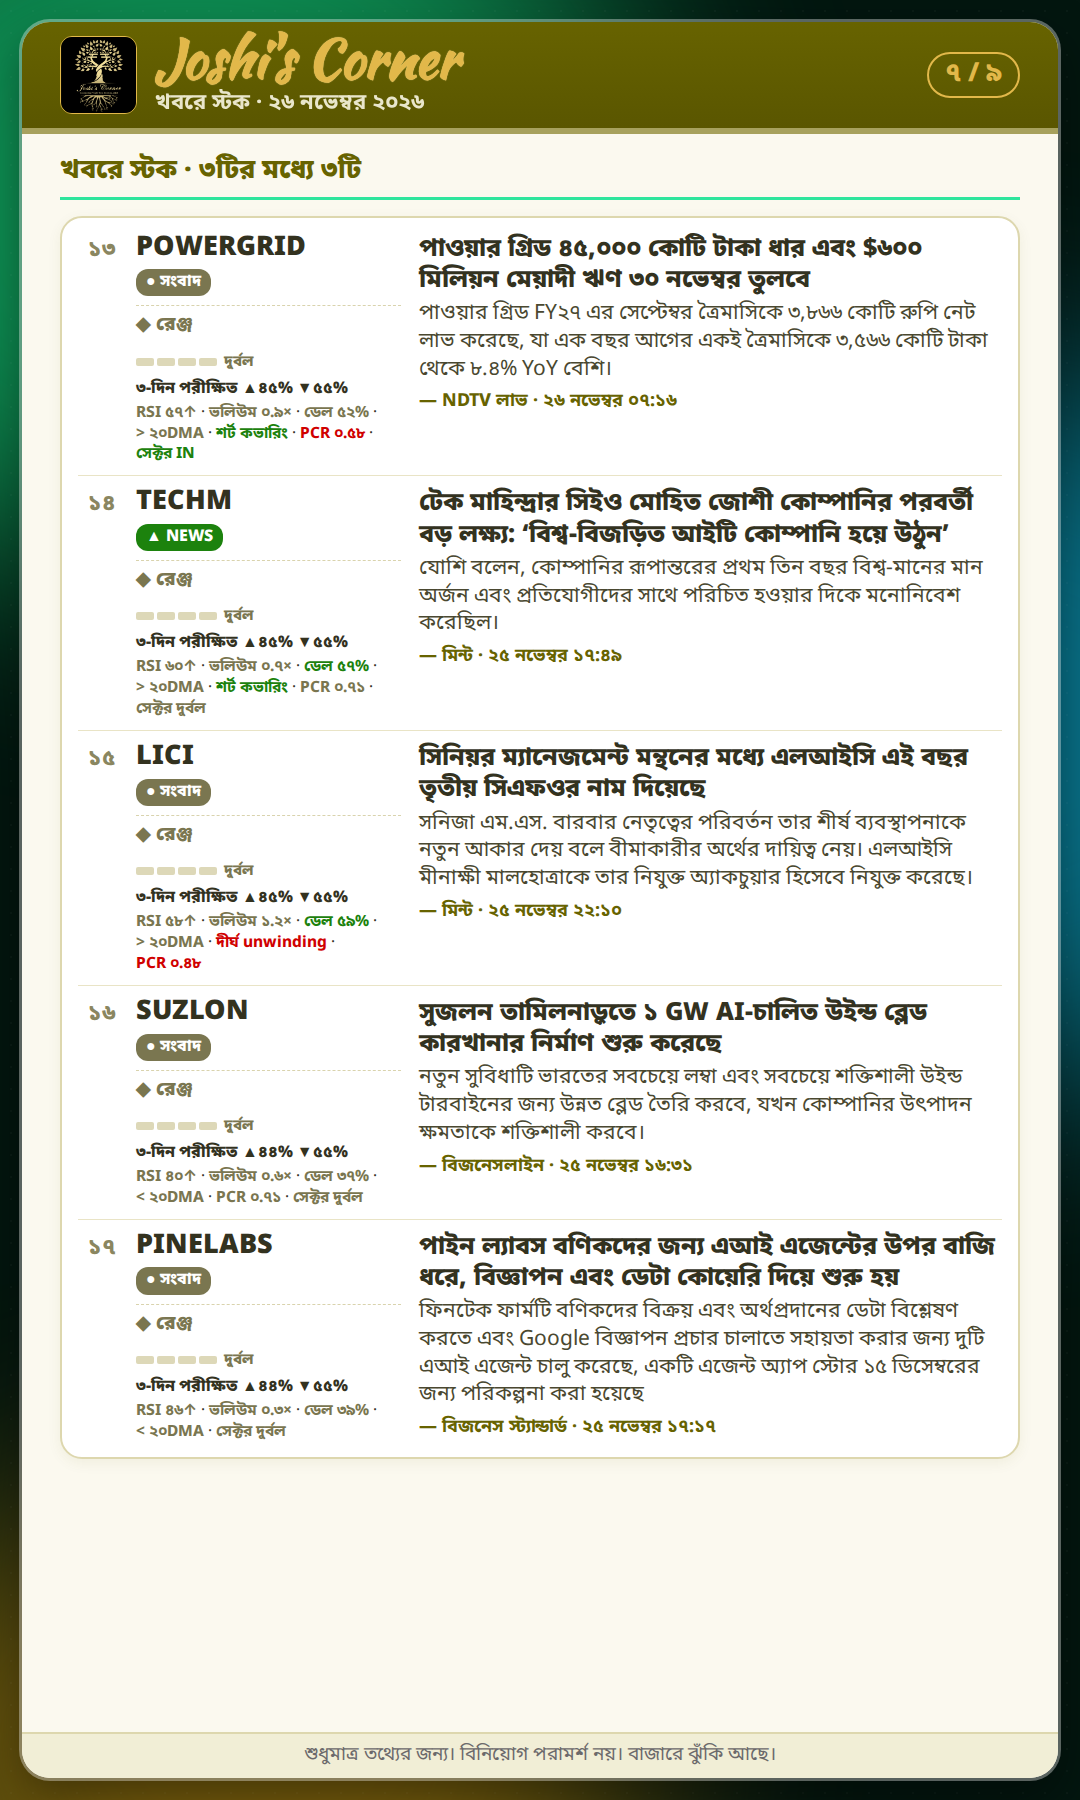 Joshi's Corner
খবরে স্টক · ২৬ নভেম্বর ২০২৬
৭ / ৯
খবরে স্টক · ৩টির মধ্যে ৩টি
১৩
POWERGRID
● সংবাদ
◆ রেঞ্জ
দুর্বল
৩-দিন পরীক্ষিত ▲৪৫% ▼৫৫%
RSI ৫৭↑ · ভলিউম ০.৯× · ডেল ৫২% ·
> ২০DMA · শর্ট কভারিং · PCR ০.৫৮ ·
সেক্টর IN
পাওয়ার গ্রিড ৪৫,০০০ কোটি টাকা ধার এবং $৬০০
মিলিয়ন মেয়াদী ঋণ ৩০ নভেম্বর তুলবে
পাওয়ার গ্রিড FY২৭ এর সেপ্টেম্বর ত্রৈমাসিকে ৩,৮৬৬ কোটি রুপি নেট
লাভ করেছে, যা এক বছর আগের একই ত্রৈমাসিকে ৩,৫৬৬ কোটি টাকা
থেকে ৮.৪% YoY বেশি।
— NDTV লাভ · ২৬ নভেম্বর ০৭:১৬
১৪
TECHM
▲ NEWS
◆ রেঞ্জ
দুর্বল
৩-দিন পরীক্ষিত ▲৪৫% ▼৫৫%
RSI ৬০↑ · ভলিউম ০.৭× · ডেল ৫৭% ·
> ২০DMA · শর্ট কভারিং · PCR ০.৭১ ·
সেক্টর দুর্বল
টেক মাহিন্দ্রার সিইও মোহিত জোশী কোম্পানির পরবর্তী
বড় লক্ষ্য: ‘বিশ্ব-বিজড়িত আইটি কোম্পানি হয়ে উঠুন’
যোশি বলেন, কোম্পানির রূপান্তরের প্রথম তিন বছর বিশ্ব-মানের মান
অর্জন এবং প্রতিযোগীদের সাথে পরিচিত হওয়ার দিকে মনোনিবেশ
করেছিল।
— মিন্ট · ২৫ নভেম্বর ১৭:৪৯
১৫
LICI
● সংবাদ
◆ রেঞ্জ
দুর্বল
৩-দিন পরীক্ষিত ▲৪৫% ▼৫৫%
RSI ৫৮↑ · ভলিউম ১.২× · ডেল ৫৯% ·
> ২০DMA · দীর্ঘ unwinding ·
PCR ০.৪৮
সিনিয়র ম্যানেজমেন্ট মন্থনের মধ্যে এলআইসি এই বছর
তৃতীয় সিএফওর নাম দিয়েছে
সনিজা এম.এস. বারবার নেতৃত্বের পরিবর্তন তার শীর্ষ ব্যবস্থাপনাকে
নতুন আকার দেয় বলে বীমাকারীর অর্থের দায়িত্ব নেয়। এলআইসি
মীনাক্ষী মালহোত্রাকে তার নিযুক্ত অ্যাকচুয়ার হিসেবে নিযুক্ত করেছে।
— মিন্ট · ২৫ নভেম্বর ২২:১০
১৬
SUZLON
● সংবাদ
◆ রেঞ্জ
দুর্বল
৩-দিন পরীক্ষিত ▲৪৪% ▼৫৫%
RSI ৪০↑ · ভলিউম ০.৬× · ডেল ৩৭% ·
< ২০DMA · PCR ০.৭১ · সেক্টর দুর্বল
সুজলন তামিলনাড়ুতে ১ GW AI-চালিত উইন্ড ব্লেড
কারখানার নির্মাণ শুরু করেছে
নতুন সুবিধাটি ভারতের সবচেয়ে লম্বা এবং সবচেয়ে শক্তিশালী উইন্ড
টারবাইনের জন্য উন্নত ব্লেড তৈরি করবে, যখন কোম্পানির উৎপাদন
ক্ষমতাকে শক্তিশালী করবে।
— বিজনেসলাইন · ২৫ নভেম্বর ১৬:৩১
১৭
PINELABS
● সংবাদ
◆ রেঞ্জ
দুর্বল
৩-দিন পরীক্ষিত ▲৪৪% ▼৫৫%
RSI ৪৬↑ · ভলিউম ০.৩× · ডেল ৩৯% ·
< ২০DMA · সেক্টর দুর্বল
পাইন ল্যাবস বণিকদের জন্য এআই এজেন্টের উপর বাজি
ধরে, বিজ্ঞাপন এবং ডেটা কোয়েরি দিয়ে শুরু হয়
ফিনটেক ফার্মটি বণিকদের বিক্রয় এবং অর্থপ্রদানের ডেটা বিশ্লেষণ
করতে এবং Google বিজ্ঞাপন প্রচার চালাতে সহায়তা করার জন্য দুটি
এআই এজেন্ট চালু করেছে, একটি এজেন্ট অ্যাপ স্টোর ১৫ ডিসেম্বরের
জন্য পরিকল্পনা করা হয়েছে
— বিজনেস স্ট্যান্ডার্ড · ২৫ নভেম্বর ১৭:১৭
শুধুমাত্র তথ্যের জন্য। বিনিয়োগ পরামর্শ নয়। বাজারে ঝুঁকি আছে।